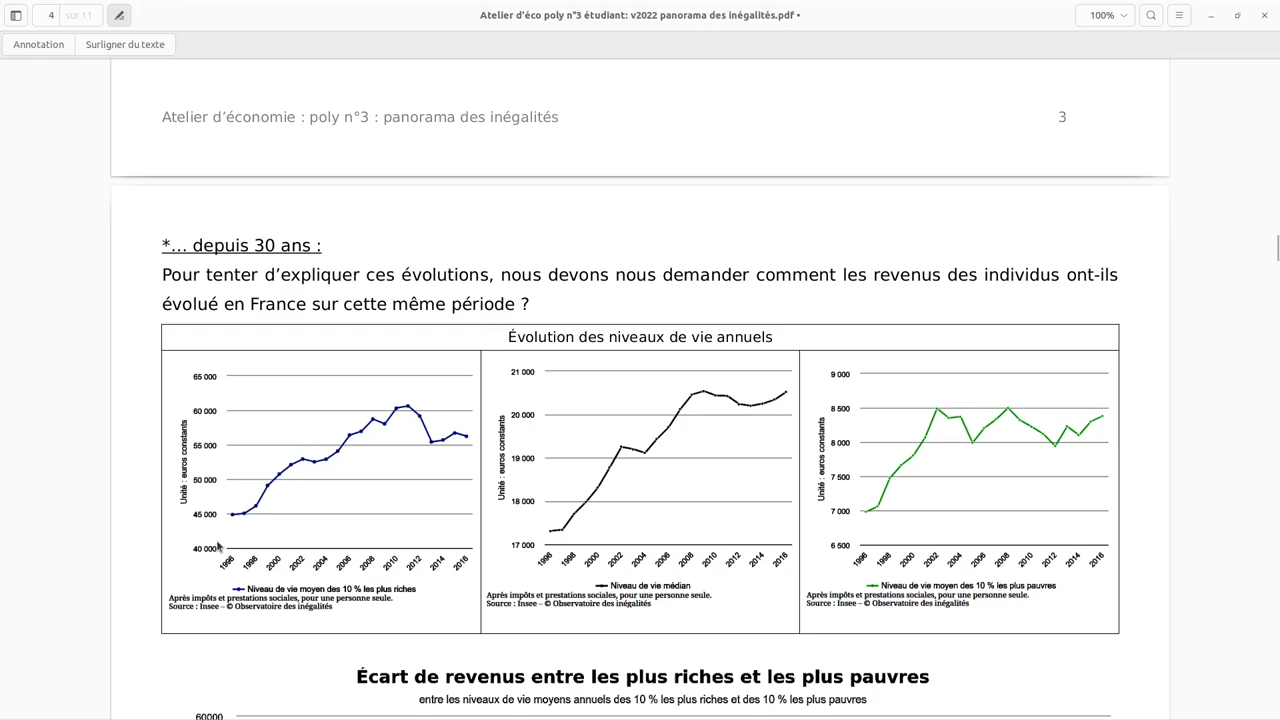 4
sur 11
Atelier d'éco poly n°3 étudiant: v2022 panorama des inégalités.pdf •
100%
Annotation
Surligner du texte
Atelier d'économie : poly n°3 : panorama des inégalités
3
*... depuis 30 ans :
Pour tenter d'expliquer ces évolutions, nous devons nous demander comment les revenus des individus ont-ils
évolué en France sur cette même période ?
Évolution des niveaux de vie annuels
65 000
60 000
55 000
50 000
45 000
40 000
Unité : euros constants
1996
1998
2000
2002
2004
2006
2008
2010
2012
2014
2016
Niveau de vie moyen des 10 % les plus riches
Après impôts et prestations sociales, pour une personne seule.
Source : Insee – © Observatoire des inégalités
21 000
20 000
19 000
18 000
17 000
Unité : euros constants
1996
1998
2000
2002
2004
2006
2008
2010
2012
2014
2016
Niveau de vie médian
Après impôts et prestations sociales, pour une personne seule.
Source : Insee – © Observatoire des inégalités
9 000
8 500
8 000
7 500
7 000
6 500
Unité : euros constants
1996
1998
2000
2002
2004
2006
2008
2010
2012
2014
2016
Niveau de vie moyen des 10 % les plus pauvres
Après impôts et prestations sociales, pour une personne seule.
Source : Insee – © Observatoire des inégalités
Écart de revenus entre les plus riches et les plus pauvres
entre les niveaux de vie moyens annuels des 10 % les plus riches et des 10 % les plus pauvres
60000